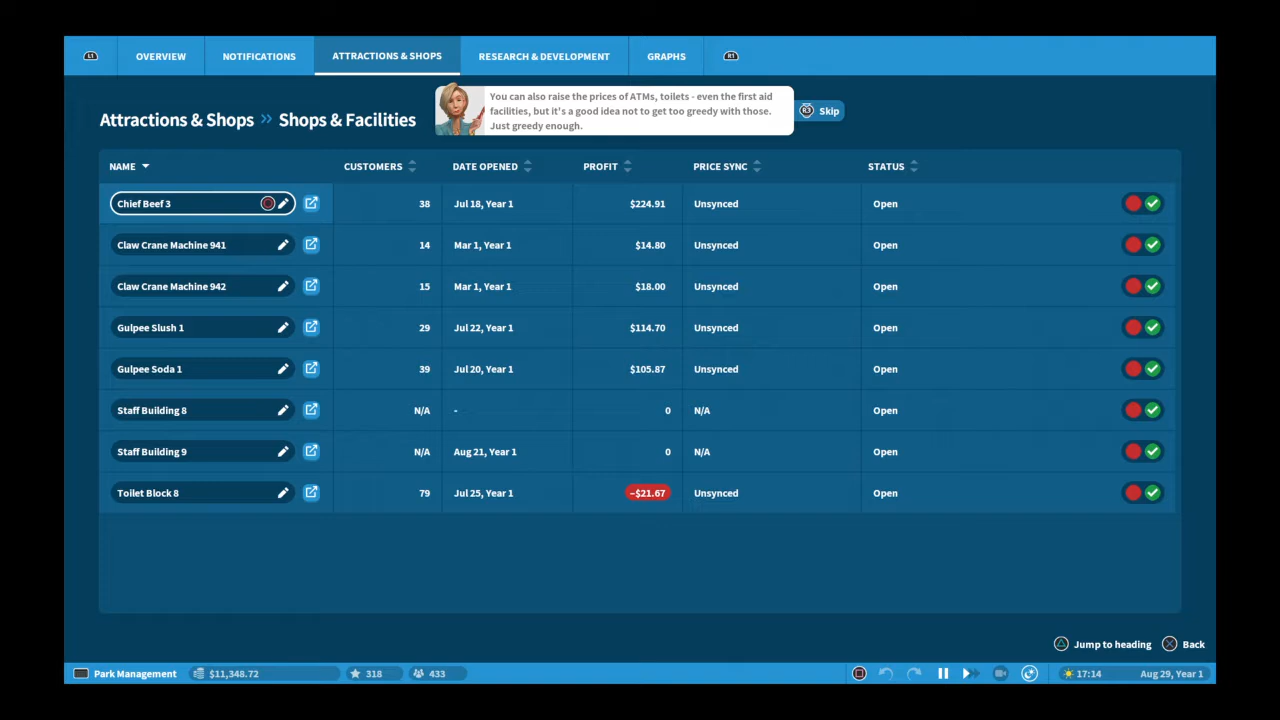 L1 OVERVIEW NOTIFICATIONS ATTRACTIONS & SHOPS RESEARCH & DEVELOPMENT GRAPHS R1
You can also raise the prices of ATMs, toilets - even the first aid
facilities, but it's a good idea not to get too greedy with those.
Just greedy enough.
R3 Skip
Attractions & Shops » Shops & Facilities
NAME CUSTOMERS DATE OPENED PROFIT PRICE SYNC STATUS
Chief Beef 3 38 Jul 18, Year 1 $224.91 Unsynced Open
Claw Crane Machine 941 14 Mar 1, Year 1 $14.80 Unsynced Open
Claw Crane Machine 942 15 Mar 1, Year 1 $18.00 Unsynced Open
Gulpee Slush 1 29 Jul 22, Year 1 $114.70 Unsynced Open
Gulpee Soda 1 39 Jul 20, Year 1 $105.87 Unsynced Open
Staff Building 8 N/A - 0 N/A Open
Staff Building 9 N/A Aug 21, Year 1 0 N/A Open
Toilet Block 8 79 Jul 25, Year 1 -$21.67 Unsynced Open
Jump to heading Back
Park Management $11,348.72 318 433 17:14 Aug 29, Year 1